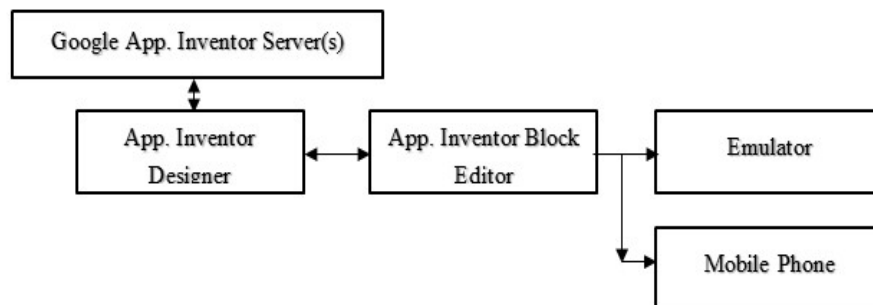 Google App. Inventor Server(s)
App. Inventor
Designer
App. Inventor Block
Editor
Emulator
Mobile Phone